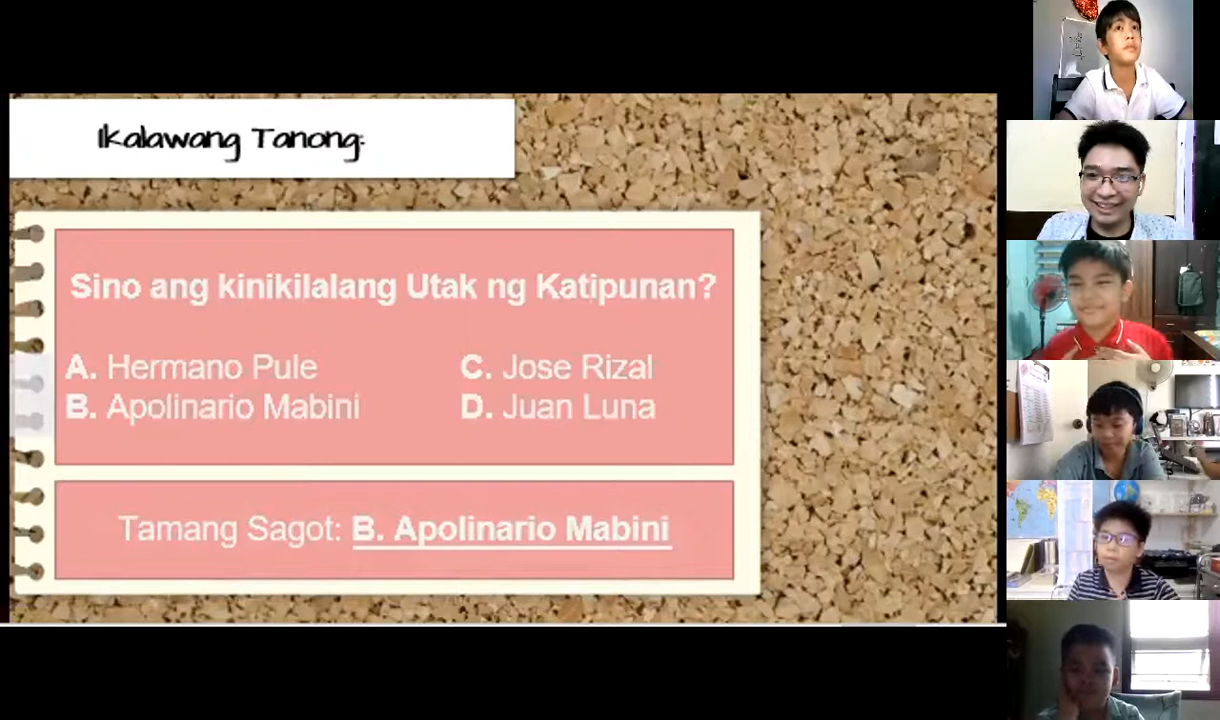 Ikalawang Tanong:
Sino ang kinikilalang Utak ng Katipunan?
A. Hermano Pule
C. Jose Rizal
B. Apolinario Mabini
D. Juan Luna
Tamang Sagot: B. Apolinario Mabini